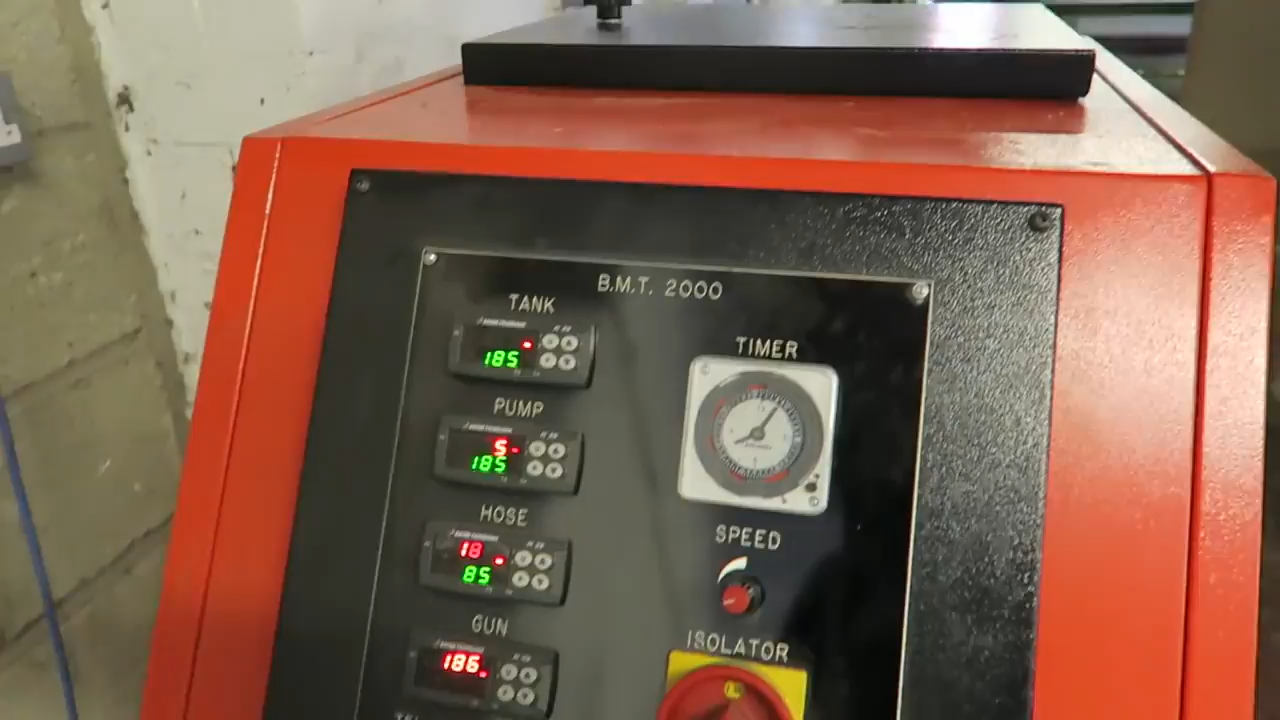 B.M.T. 2000
TANK
185
PUMP
5
185
HOSE
18
85
GUN
186
TIMER
SPEED
ISOLATOR